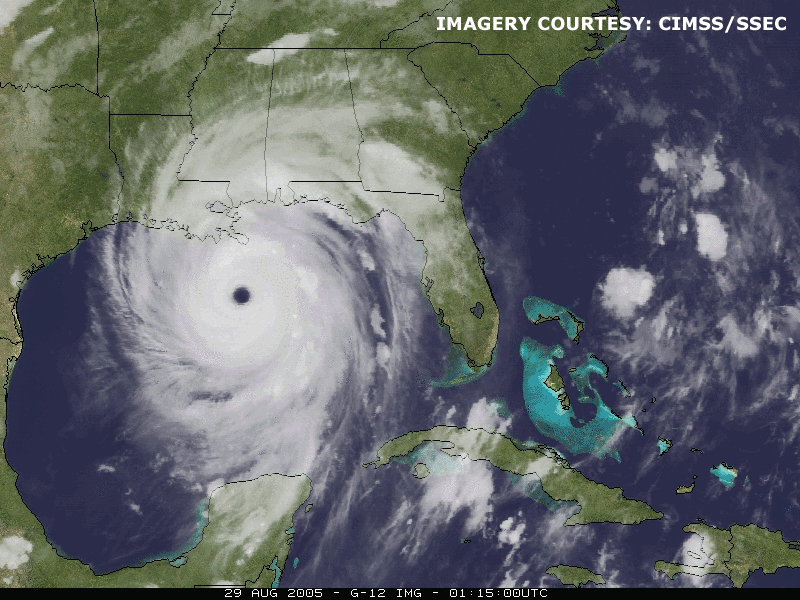 IMAGERY COURTESY: CIMSS/SSEC
29 AUG 2005 - G-12 IMG - 01:15:00UTC